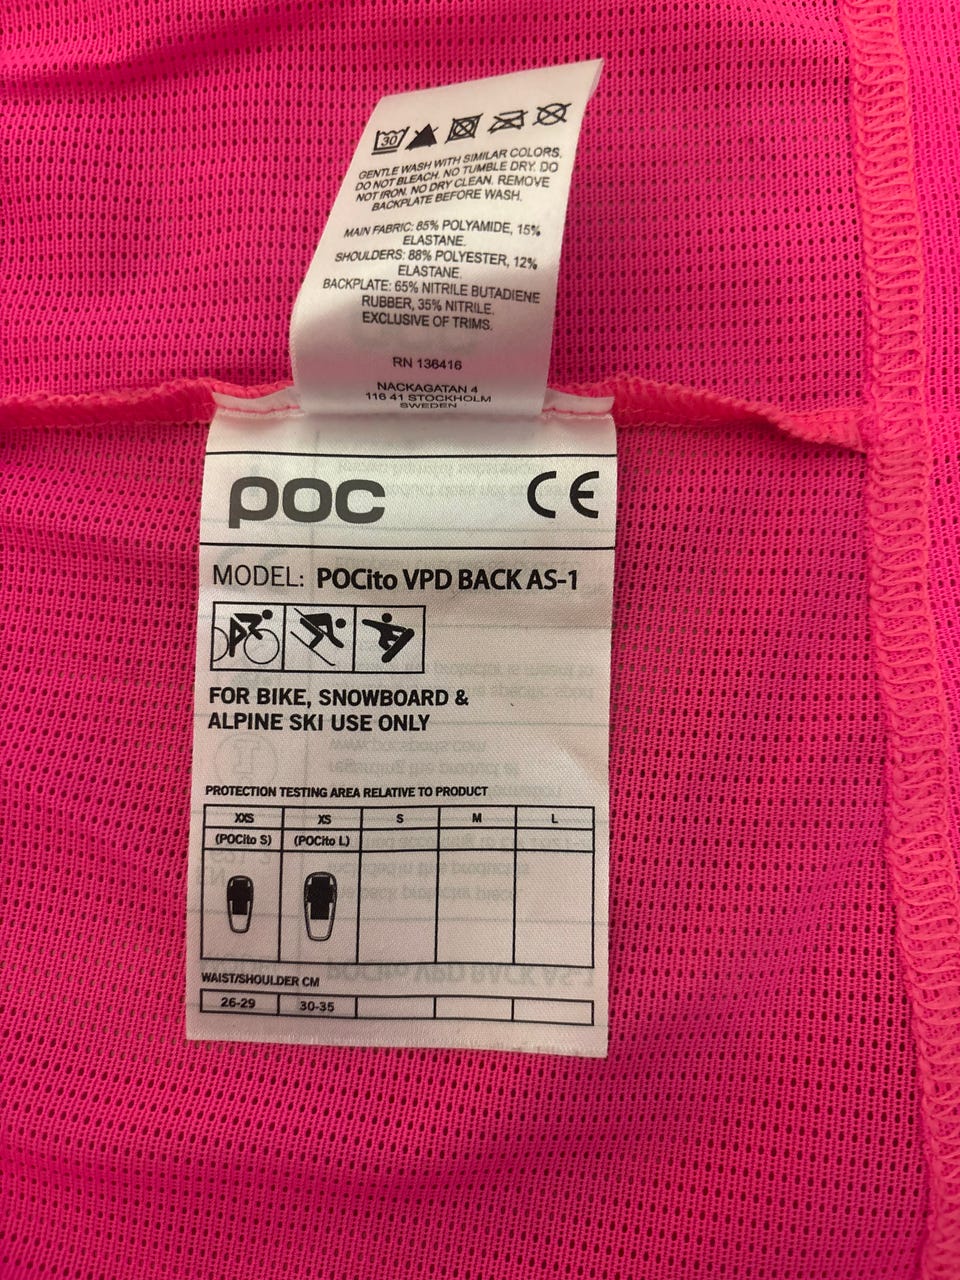 30
GENTLE WASH WITH SIMILAR COLORS.
DO NOT BLEACH. NO TUMBLE DRY. DO
NOT IRON. NO DRY CLEAN. REMOVE
BACKPLATE BEFORE WASH.
MAIN FABRIC: 85% POLYAMIDE, 15%
ELASTANE.
SHOULDERS: 88% POLYESTER, 12%
ELASTANE.
BACKPLATE: 65% NITRILE BUTADIENE
RUBBER, 35% NITRILE.
EXCLUSIVE OF TRIMS.
RN 136416
NACKAGATAN 4
116 41 STOCKHOLM
SWEDEN
POC CE
MODEL: POCito VPD BACK AS-1
FOR BIKE, SNOWBOARD &
ALPINE SKI USE ONLY
PROTECTION TESTING AREA RELATIVE TO PRODUCT
XXS XS S M L
(POCito S) (POCito L)
WAIST/SHOULDER CM
26-29 30-35